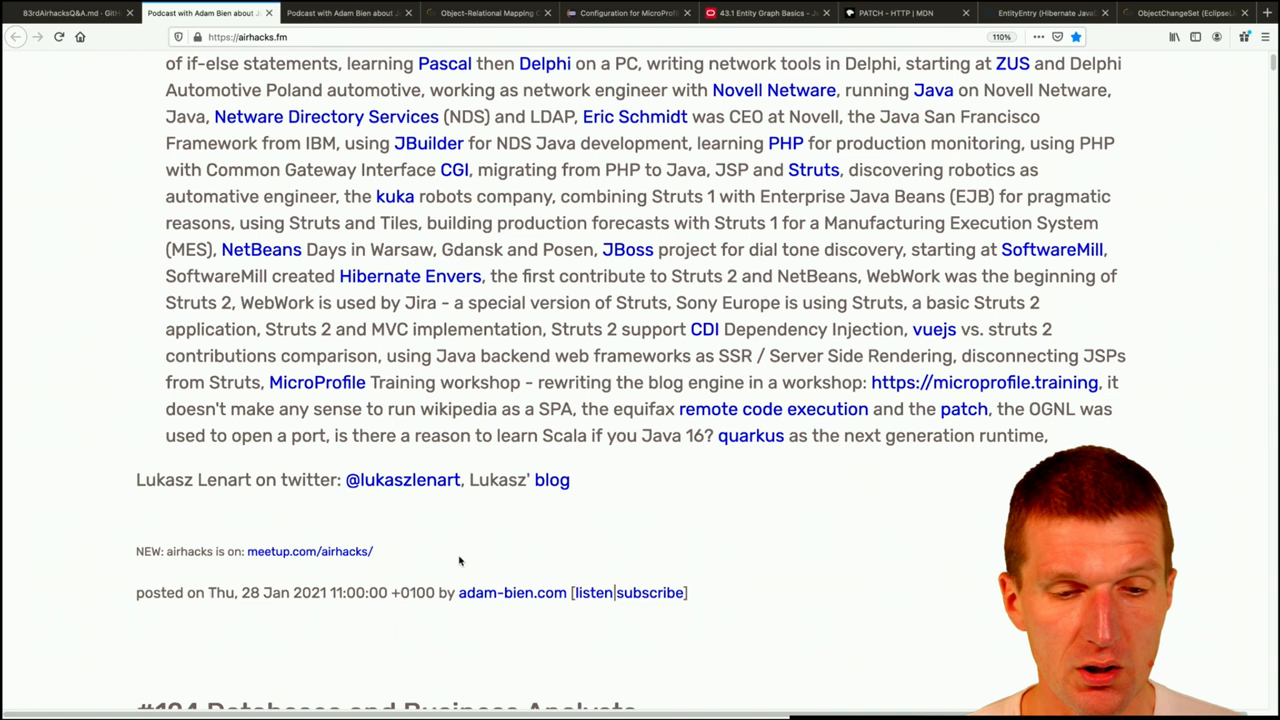 83rdAirhacksQ&A.md - GitH
Podcast with Adam Bien about J
Podcast with Adam Bien about J
Object-Relational Mapping
Configuration for MicroProfil
43.1 Entity Graph Basics - J
PATCH - HTTP | MDN
EntityEntry (Hibernate Java
ObjectChangeSet (EclipseL
https://airhacks.fm
110%
of if-else statements, learning Pascal then Delphi on a PC, writing network tools in Delphi, starting at ZUS and Delphi
Automotive Poland automotive, working as network engineer with Novell Netware, running Java on Novell Netware,
Java, Netware Directory Services (NDS) and LDAP, Eric Schmidt was CEO at Novell, the Java San Francisco
Framework from IBM, using JBuilder for NDS Java development, learning PHP for production monitoring, using PHP
with Common Gateway Interface CGI, migrating from PHP to Java, JSP and Struts, discovering robotics as
automotive engineer, the kuka robots company, combining Struts 1 with Enterprise Java Beans (EJB) for pragmatic
reasons, using Struts and Tiles, building production forecasts with Struts 1 for a Manufacturing Execution System
(MES), NetBeans Days in Warsaw, Gdansk and Posen, JBoss project for dial tone discovery, starting at SoftwareMill,
SoftwareMill created Hibernate Envers, the first contribute to Struts 2 and NetBeans, WebWork was the beginning of
Struts 2, WebWork is used by Jira - a special version of Struts, Sony Europe is using Struts, a basic Struts 2
application, Struts 2 and MVC implementation, Struts 2 support CDI Dependency Injection, vuejs vs. struts 2
contributions comparison, using Java backend web frameworks as SSR / Server Side Rendering, disconnecting JSPs
from Struts, MicroProfile Training workshop - rewriting the blog engine in a workshop: https://microprofile.training, it
doesn't make any sense to run wikipedia as a SPA, the equifax remote code execution and the patch, the OGNL was
used to open a port, is there a reason to learn Scala if you Java 16? quarkus as the next generation runtime,
Lukasz Lenart on twitter: @lukaszlenart, Lukasz' blog
NEW: airhacks is on: meetup.com/airhacks/
posted on Thu, 28 Jan 2021 11:00:00 +0100 by adam-bien.com [listen|subscribe]
#124 Databases and Business Analysts